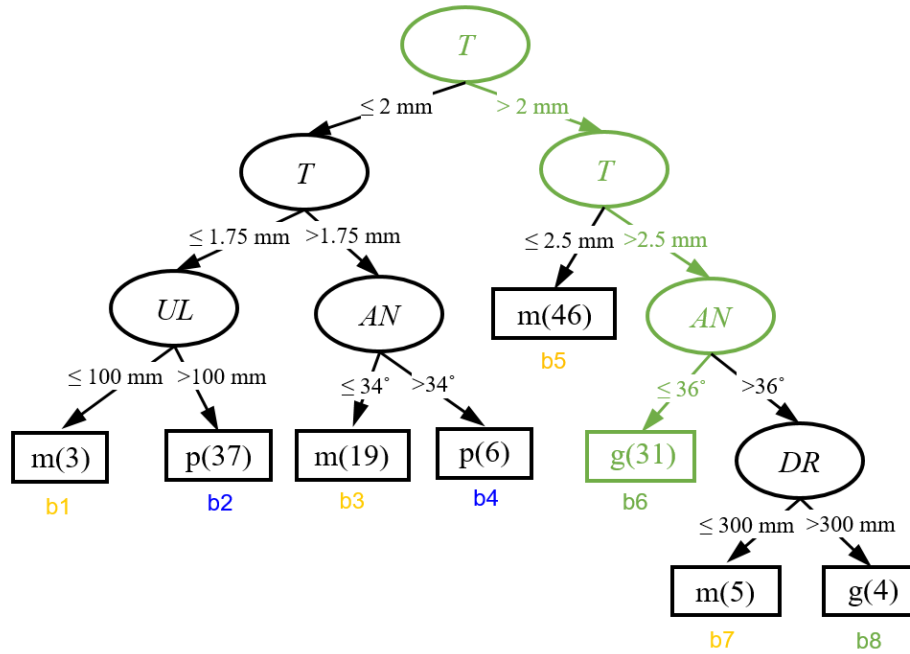 T
≤ 2 mm
> 2 mm
T
T
≤ 1.75 mm
>1.75 mm
≤ 2.5 mm
>2.5 mm
UL
AN
m(46)
AN
b5
≤ 100 mm
>100 mm
≤ 34°
>34°
≤ 36°
>36°
m(3)
p(37)
m(19)
p(6)
g(31)
DR
b1
b2
b3
b4
b6
≤ 300 mm
>300 mm
m(5)
g(4)
b7
b8